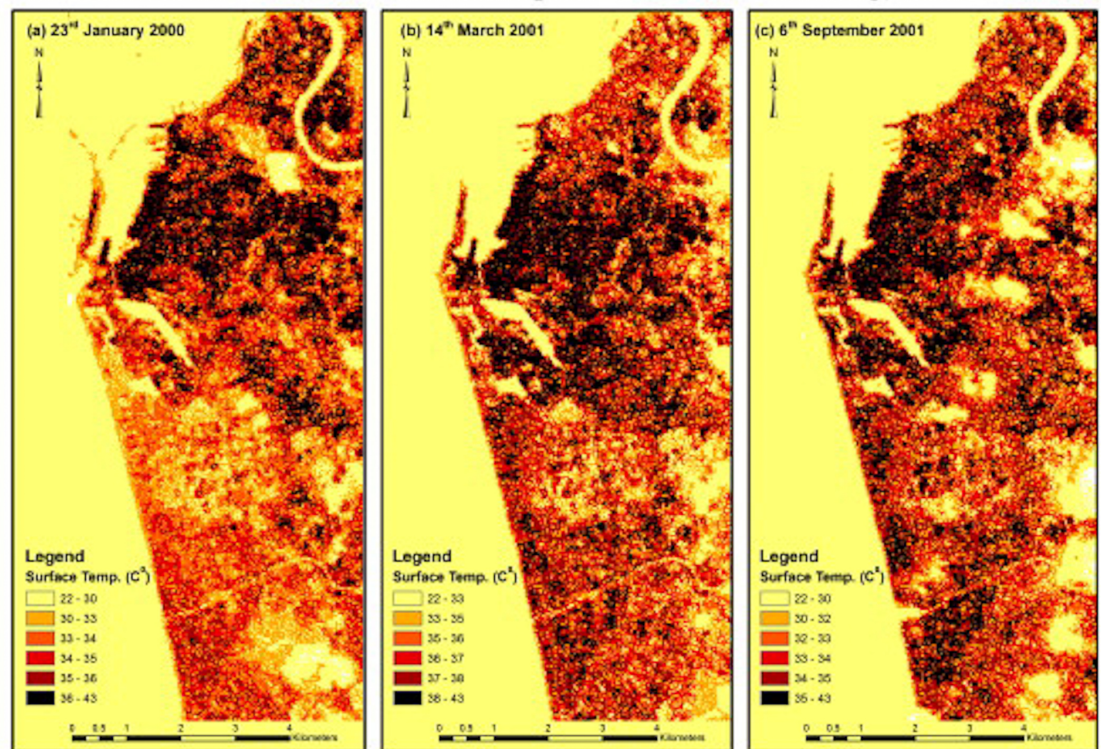 (a) 23rd January 2000
N
Legend
Surface Temp. (C°)
22 - 30
30 - 33
33 - 34
34 - 35
35 - 36
36 - 43
0 0.5 1 2 3 4
Kilometers
(b) 14th March 2001
N
Legend
Surface Temp. (C°)
22 - 33
33 - 35
35 - 36
36 - 37
37 - 38
38 - 43
0 0.5 1 2 3 4
Kilometers
(c) 6th September 2001
N
Legend
Surface Temp. (C°)
22 - 30
30 - 32
32 - 33
33 - 34
34 - 35
35 - 43
0 0.5 1 2 3 4
Kilometers